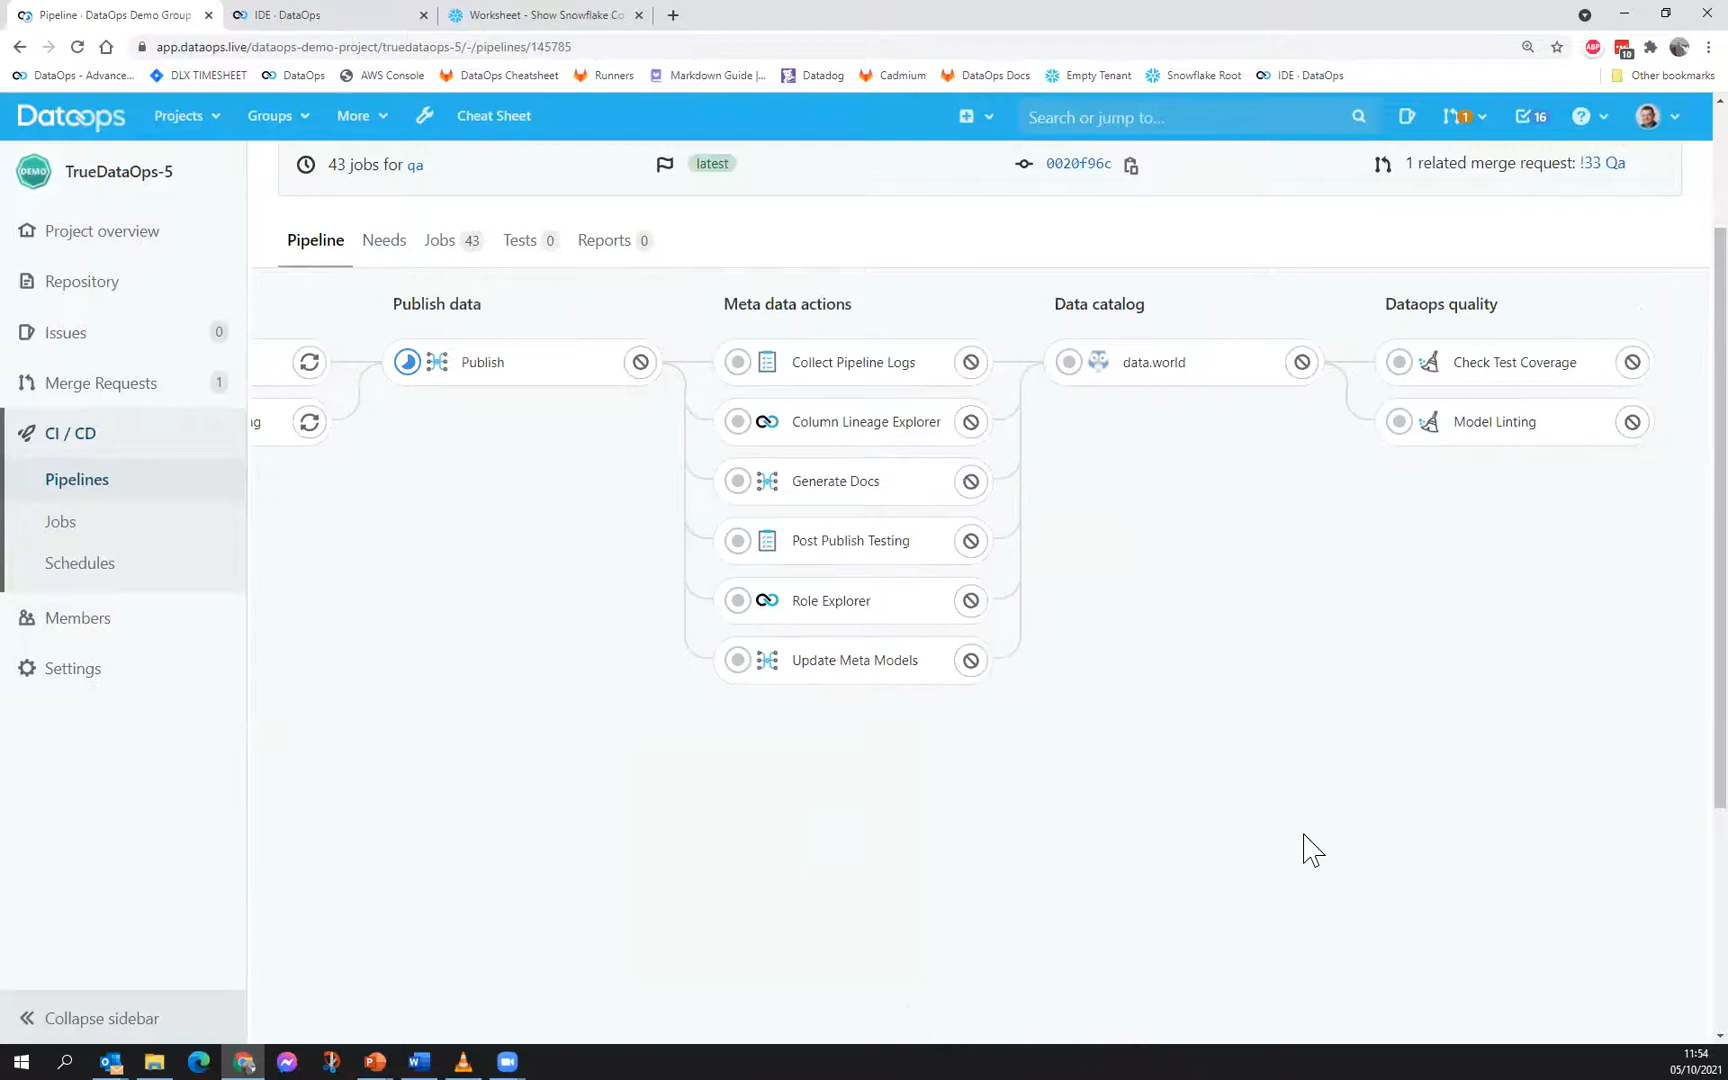 Pipeline · DataOps Demo Group
IDE · DataOps
Worksheet - Show Snowflake Co
app.dataops.live/dataops-demo-project/truedataops-5/-/pipelines/145785
ABP
10
DataOps - Advance...
DLX TIMESHEET
DataOps
AWS Console
DataOps Cheatsheet
Runners
Markdown Guide |...
Datadog
Cadmium
DataOps Docs
Empty Tenant
Snowflake Root
IDE · DataOps
Other bookmarks
DataOps
Projects
Groups
More
Cheat Sheet
Search or jump to...
1
16
DEMO
TrueDataOps-5
43 jobs for qa
latest
0020f96c
1 related merge request: !33 Qa
Project overview
Repository
Issues 0
Merge Requests 1
CI / CD
Pipelines
Jobs
Schedules
Members
Settings
Collapse sidebar
Pipeline
Needs
Jobs 43
Tests 0
Reports 0
Publish data
Meta data actions
Data catalog
Dataops quality
ng
Publish
Collect Pipeline Logs
Column Lineage Explorer
Generate Docs
Post Publish Testing
Role Explorer
Update Meta Models
data.world
Check Test Coverage
Model Linting
11:54
05/10/2021